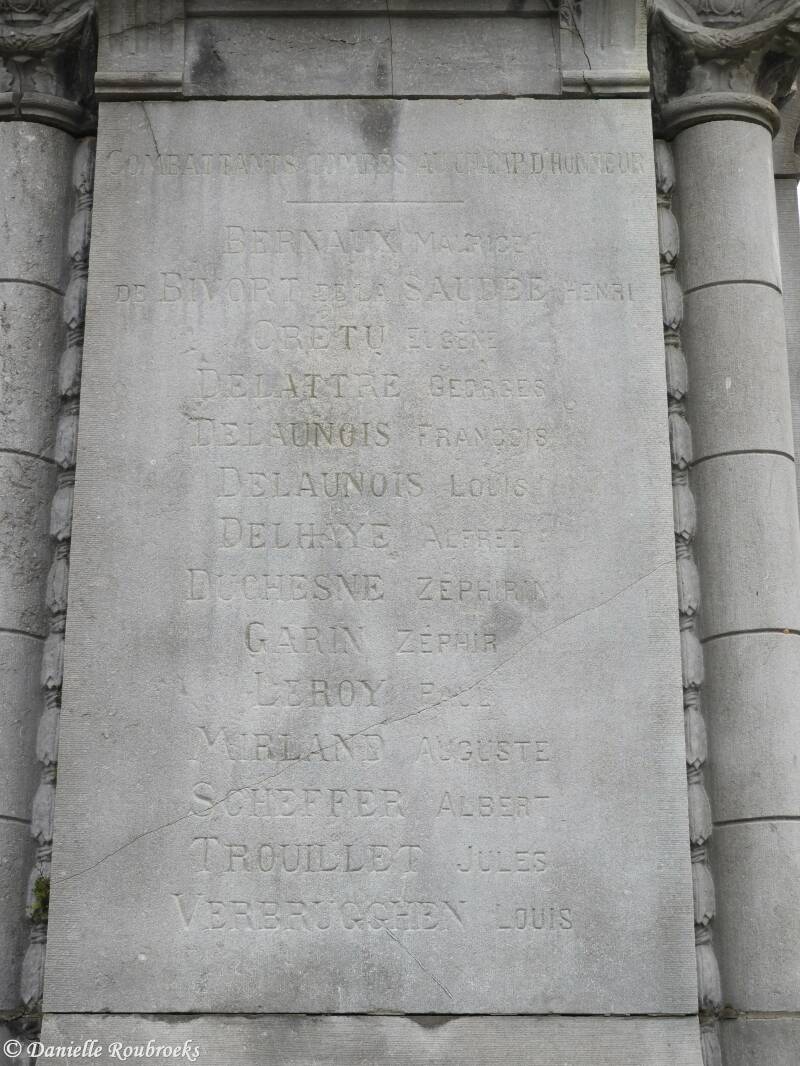 COMBATTANTS TOMBÉS AU CHAMP D'HONNEUR
BERNAUX MAURICE
DE BIVORT DE LA SAUDÉE HENRI
CRETU EUGÈNE
DELATTRE GEORGES
DELAUNOIS FRANÇOIS
DELAUNOIS LOUIS
DELHAYE ALFRED
DUCHESNE ZÉPHIRIN
GARIN ZÉPHIR
LEROY PAUL
MIRLAND AUGUSTE
SCHEFFER ALBERT
TROUILLET JULES
VERBRUGGHEN LOUIS
© Danielle Roubroeks